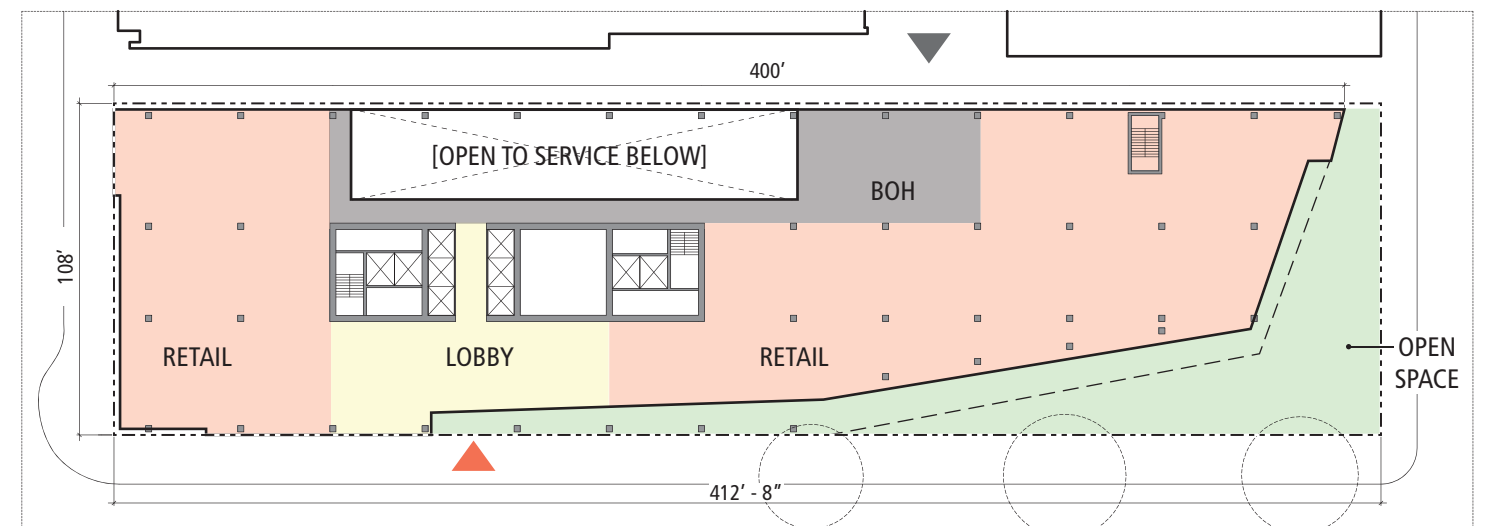 400’
[OPEN TO SERVICE BELOW]
BOH
108’
RETAIL
LOBBY
RETAIL
OPEN
SPACE
412’ - 8”